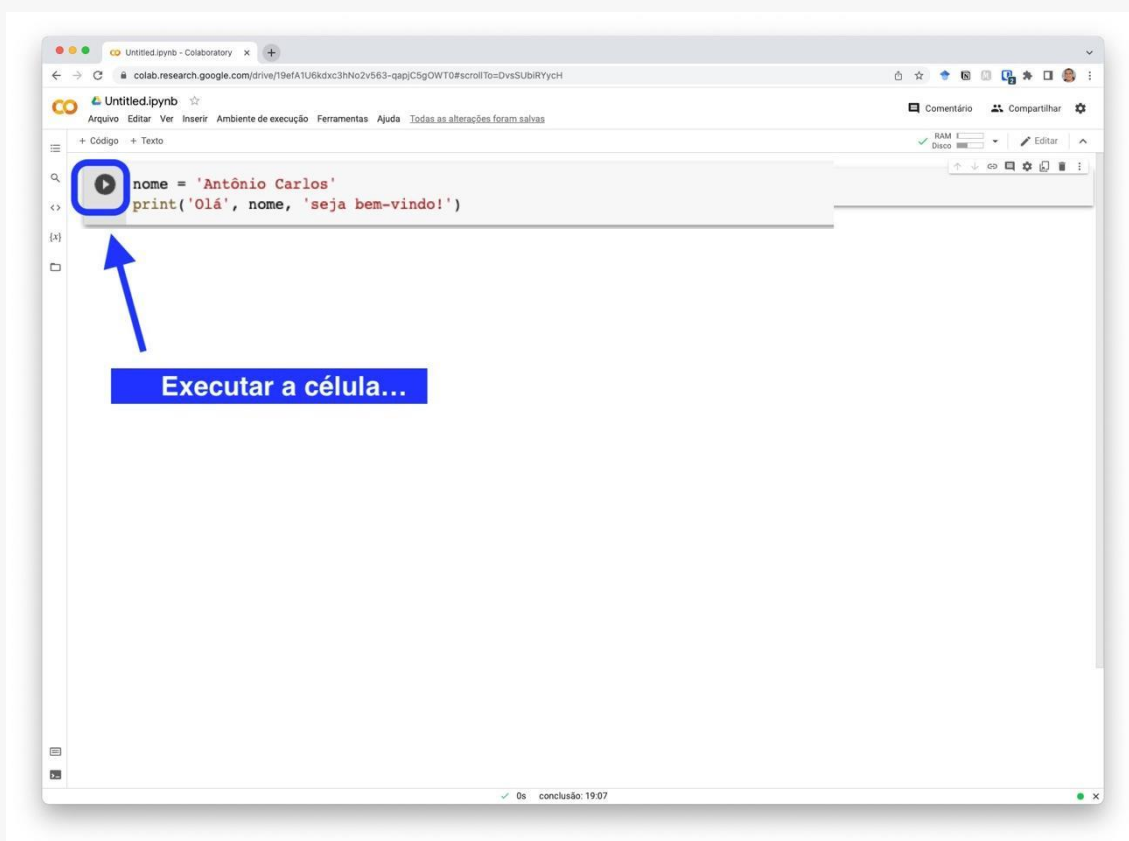 Untitled.ipynb - Colaboratory
colab.research.google.com/drive/19efA1U6kdxc3hNo2v563-qapjC5gOWT0#scrollTo=DvsSUbiRYycH
Untitled.ipynb
Comentário Compartilhar
Arquivo Editar Ver Inserir Ambiente de execução Ferramentas Ajuda Todas as alterações foram salvas
+ Código + Texto
RAM
Disco
Editar
nome = 'Antônio Carlos'
print('Olá', nome, 'seja bem-vindo!')
{x}
Executar a célula...
0s conclusão: 19:07